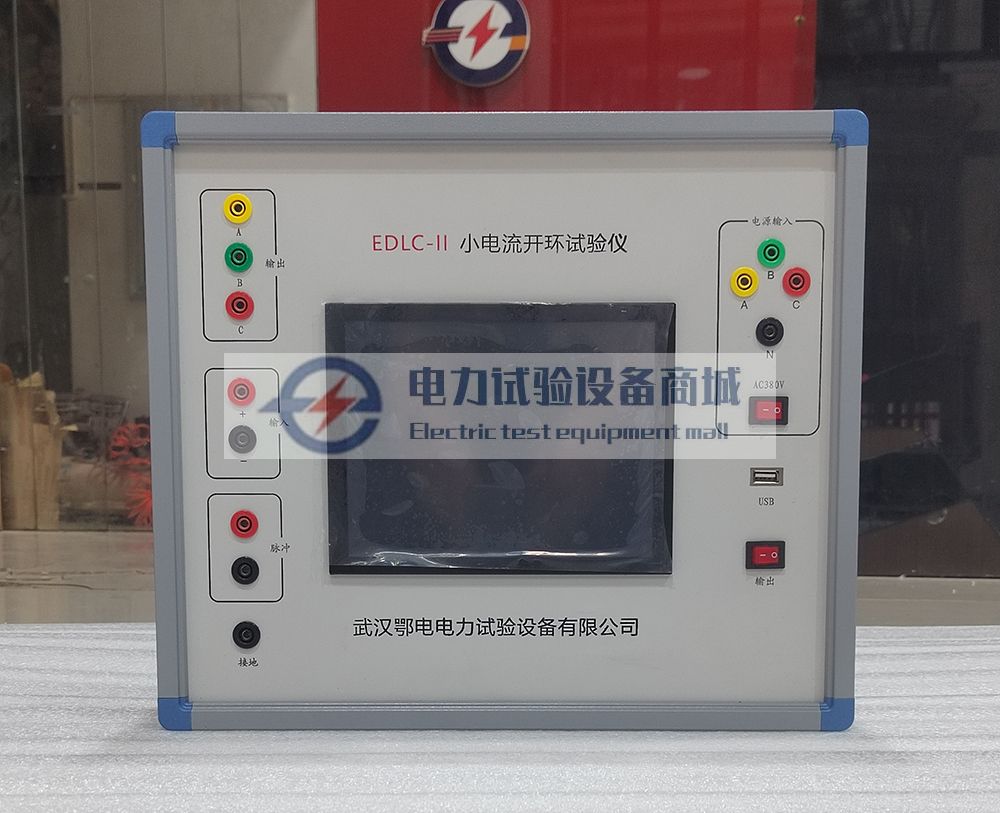 EDLC-II 小电流开环试验仪
A
B
C
输出
+
-
输入
脉冲
接地
电源输入
B
A
C
N
AC380V
USB
输出
电力试验设备商城
Electric test equipment mall
武汉鄂电电力试验设备有限公司